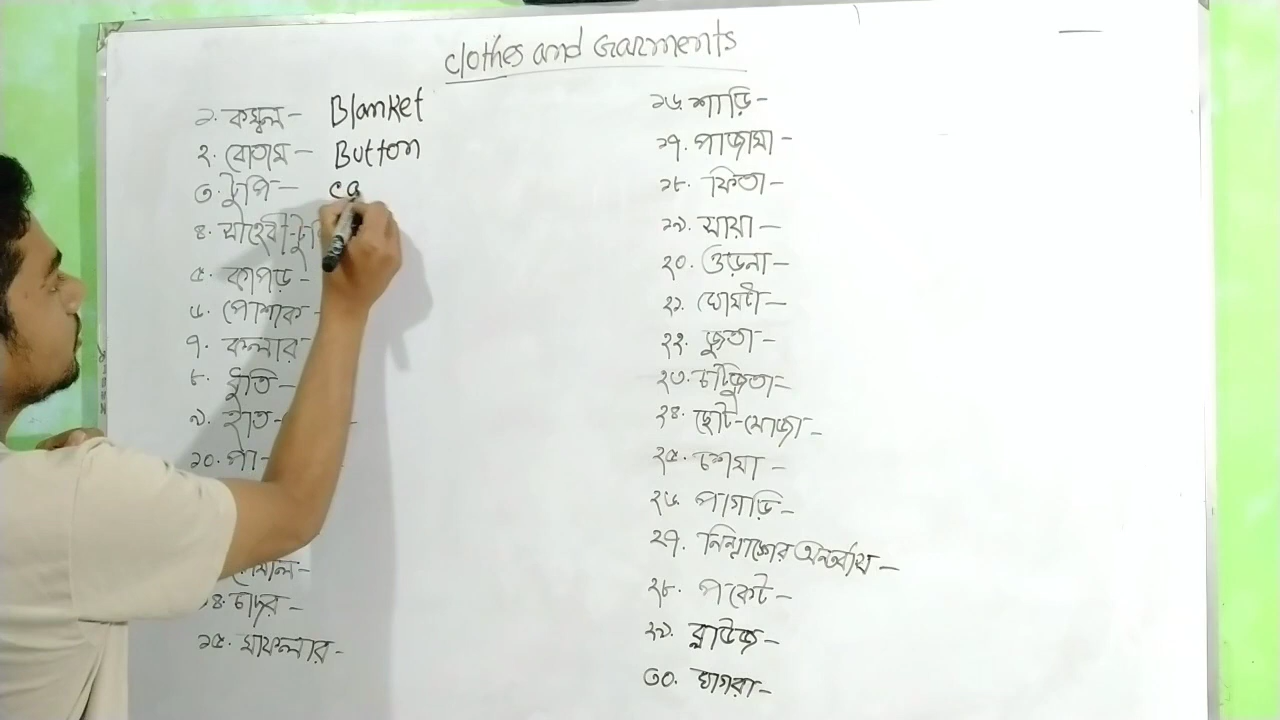 Clothes and Garments
১. কম্বল- Blanket
২. বোতাম- Button
৩. টুপি- ca
৪. সাহেবী-টু
৫. কাপড়-
৬. পোশাক-
৭. কলার
৮. ধুতি-
৯. হাত-
১০. পা-
১৪. চাদর-
১৫. মাফলার-
১৬. শাড়ি-
১৭. পাজামা-
১৮. ফিতা-
১৯. সায়া-
২০. ওড়না-
২১. ঘোমটা-
২২. জুতা-
২৩. চটিজুতা-
২৪. ছোট-মোজা-
২৫. চশমা-
২৬. পাগড়ি-
২৭. নিম্নাঙ্গের অন্তর্বাস-
২৮. পকেট-
২৯. ব্লাউজ-
৩০. ঘাগরা-